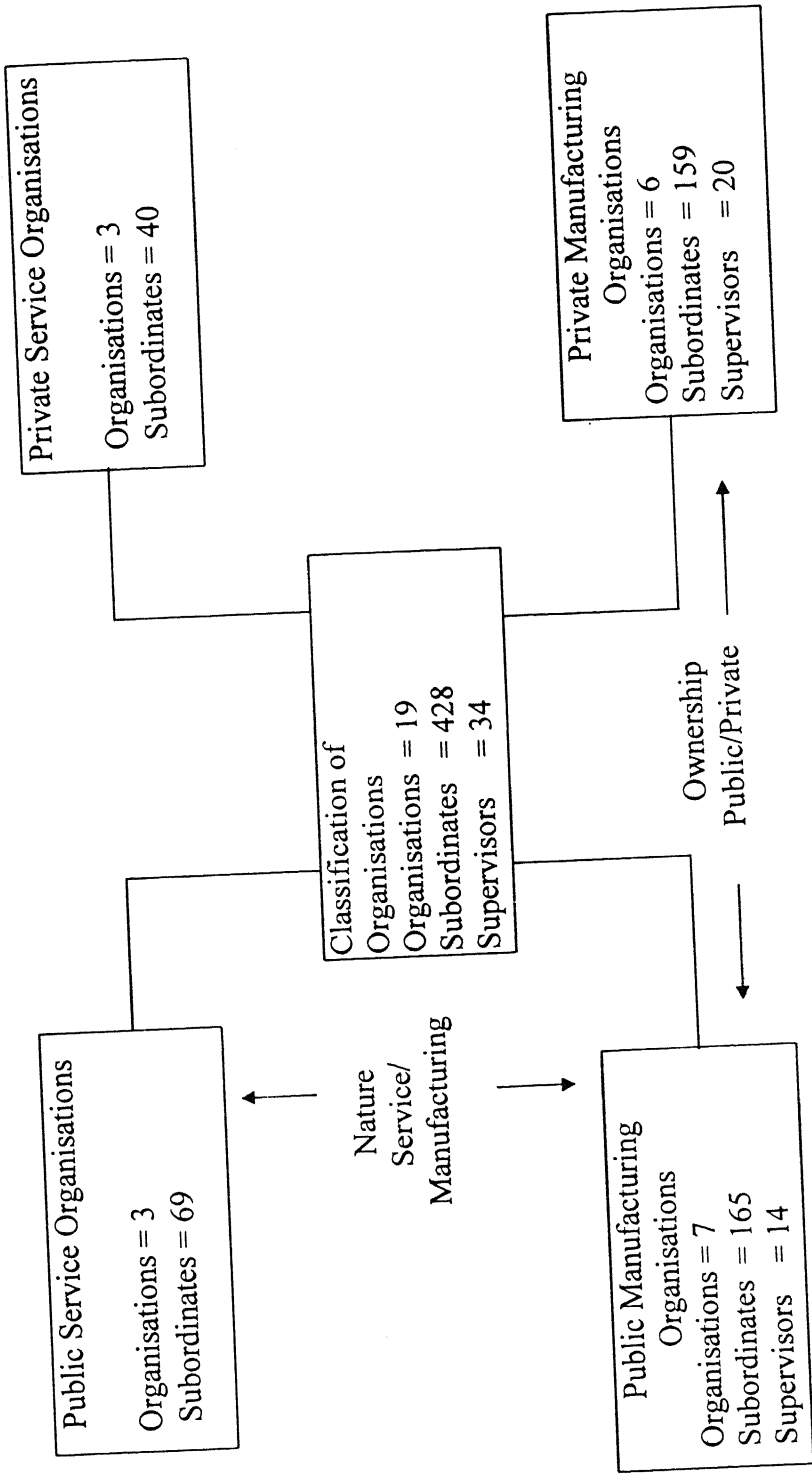 Public Service Organisations
Organisations = 3
Subordinates = 69
Private Service Organisations
Organisations = 3
Subordinates = 40
Nature
Service/
Manufacturing
Classification of
Organisations
Organisations = 19
Subordinates = 428
Supervisors = 34
Public Manufacturing
Organisations
Organisations = 7
Subordinates = 165
Supervisors = 14
Ownership
Public/Private
Private Manufacturing
Organisations
Organisations = 6
Subordinates = 159
Supervisors = 20